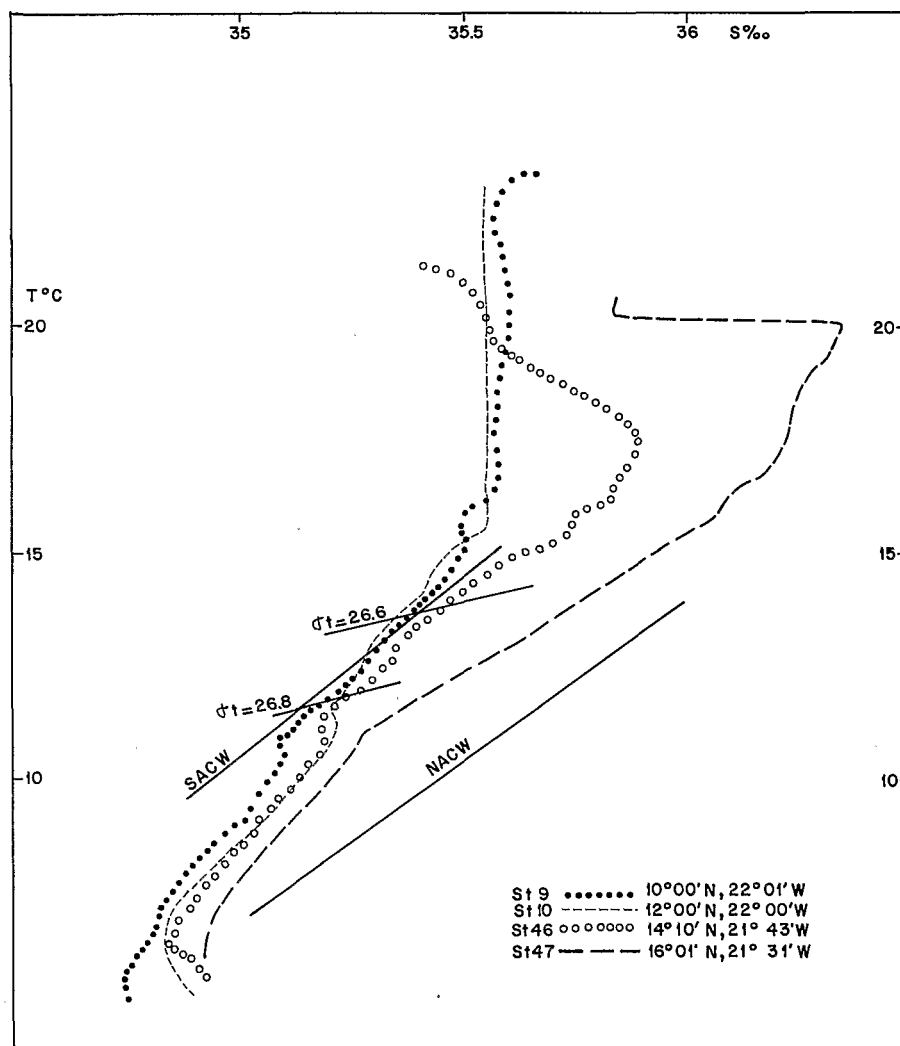 35 35.5 36 S‰
T°C
20 20
15 15
σt=26.6
σt=26.8
SACW
NACW
10 10
St 9 10°00' N, 22°01' W
St 10 12°00' N, 22°00' W
St46 14°10' N, 21° 43' W
St47 16°01' N, 21° 31' W